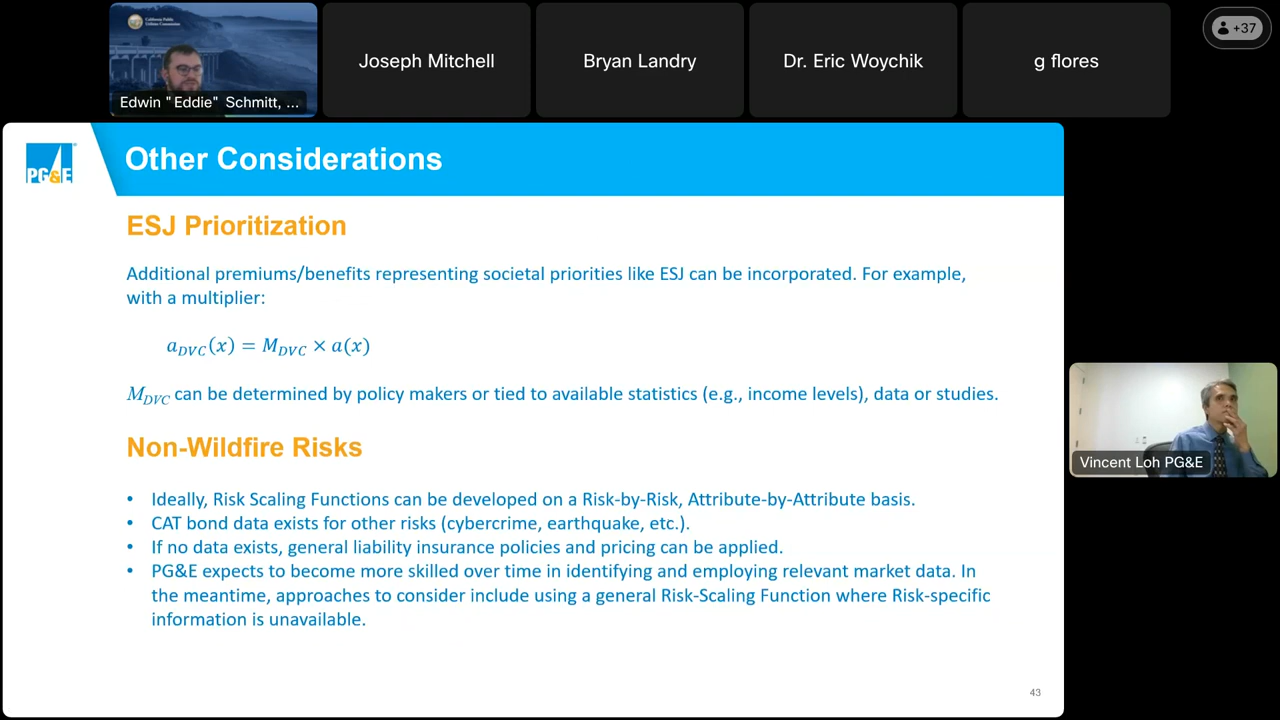 California Public
Utilities Commission
Edwin "Eddie" Schmitt, ...
Joseph Mitchell
Bryan Landry
Dr. Eric Woychik
g flores
+37
PG&E
Other Considerations
ESJ Prioritization
Additional premiums/benefits representing societal priorities like ESJ can be incorporated. For example,
with a multiplier:
a_DVC(x) = M_DVC × a(x)
M_DVC can be determined by policy makers or tied to available statistics (e.g., income levels), data or studies.
Non-Wildfire Risks
• Ideally, Risk Scaling Functions can be developed on a Risk-by-Risk, Attribute-by-Attribute basis.
• CAT bond data exists for other risks (cybercrime, earthquake, etc.).
• If no data exists, general liability insurance policies and pricing can be applied.
• PG&E expects to become more skilled over time in identifying and employing relevant market data. In
the meantime, approaches to consider include using a general Risk-Scaling Function where Risk-specific
information is unavailable.
43
Vincent Loh PG&E